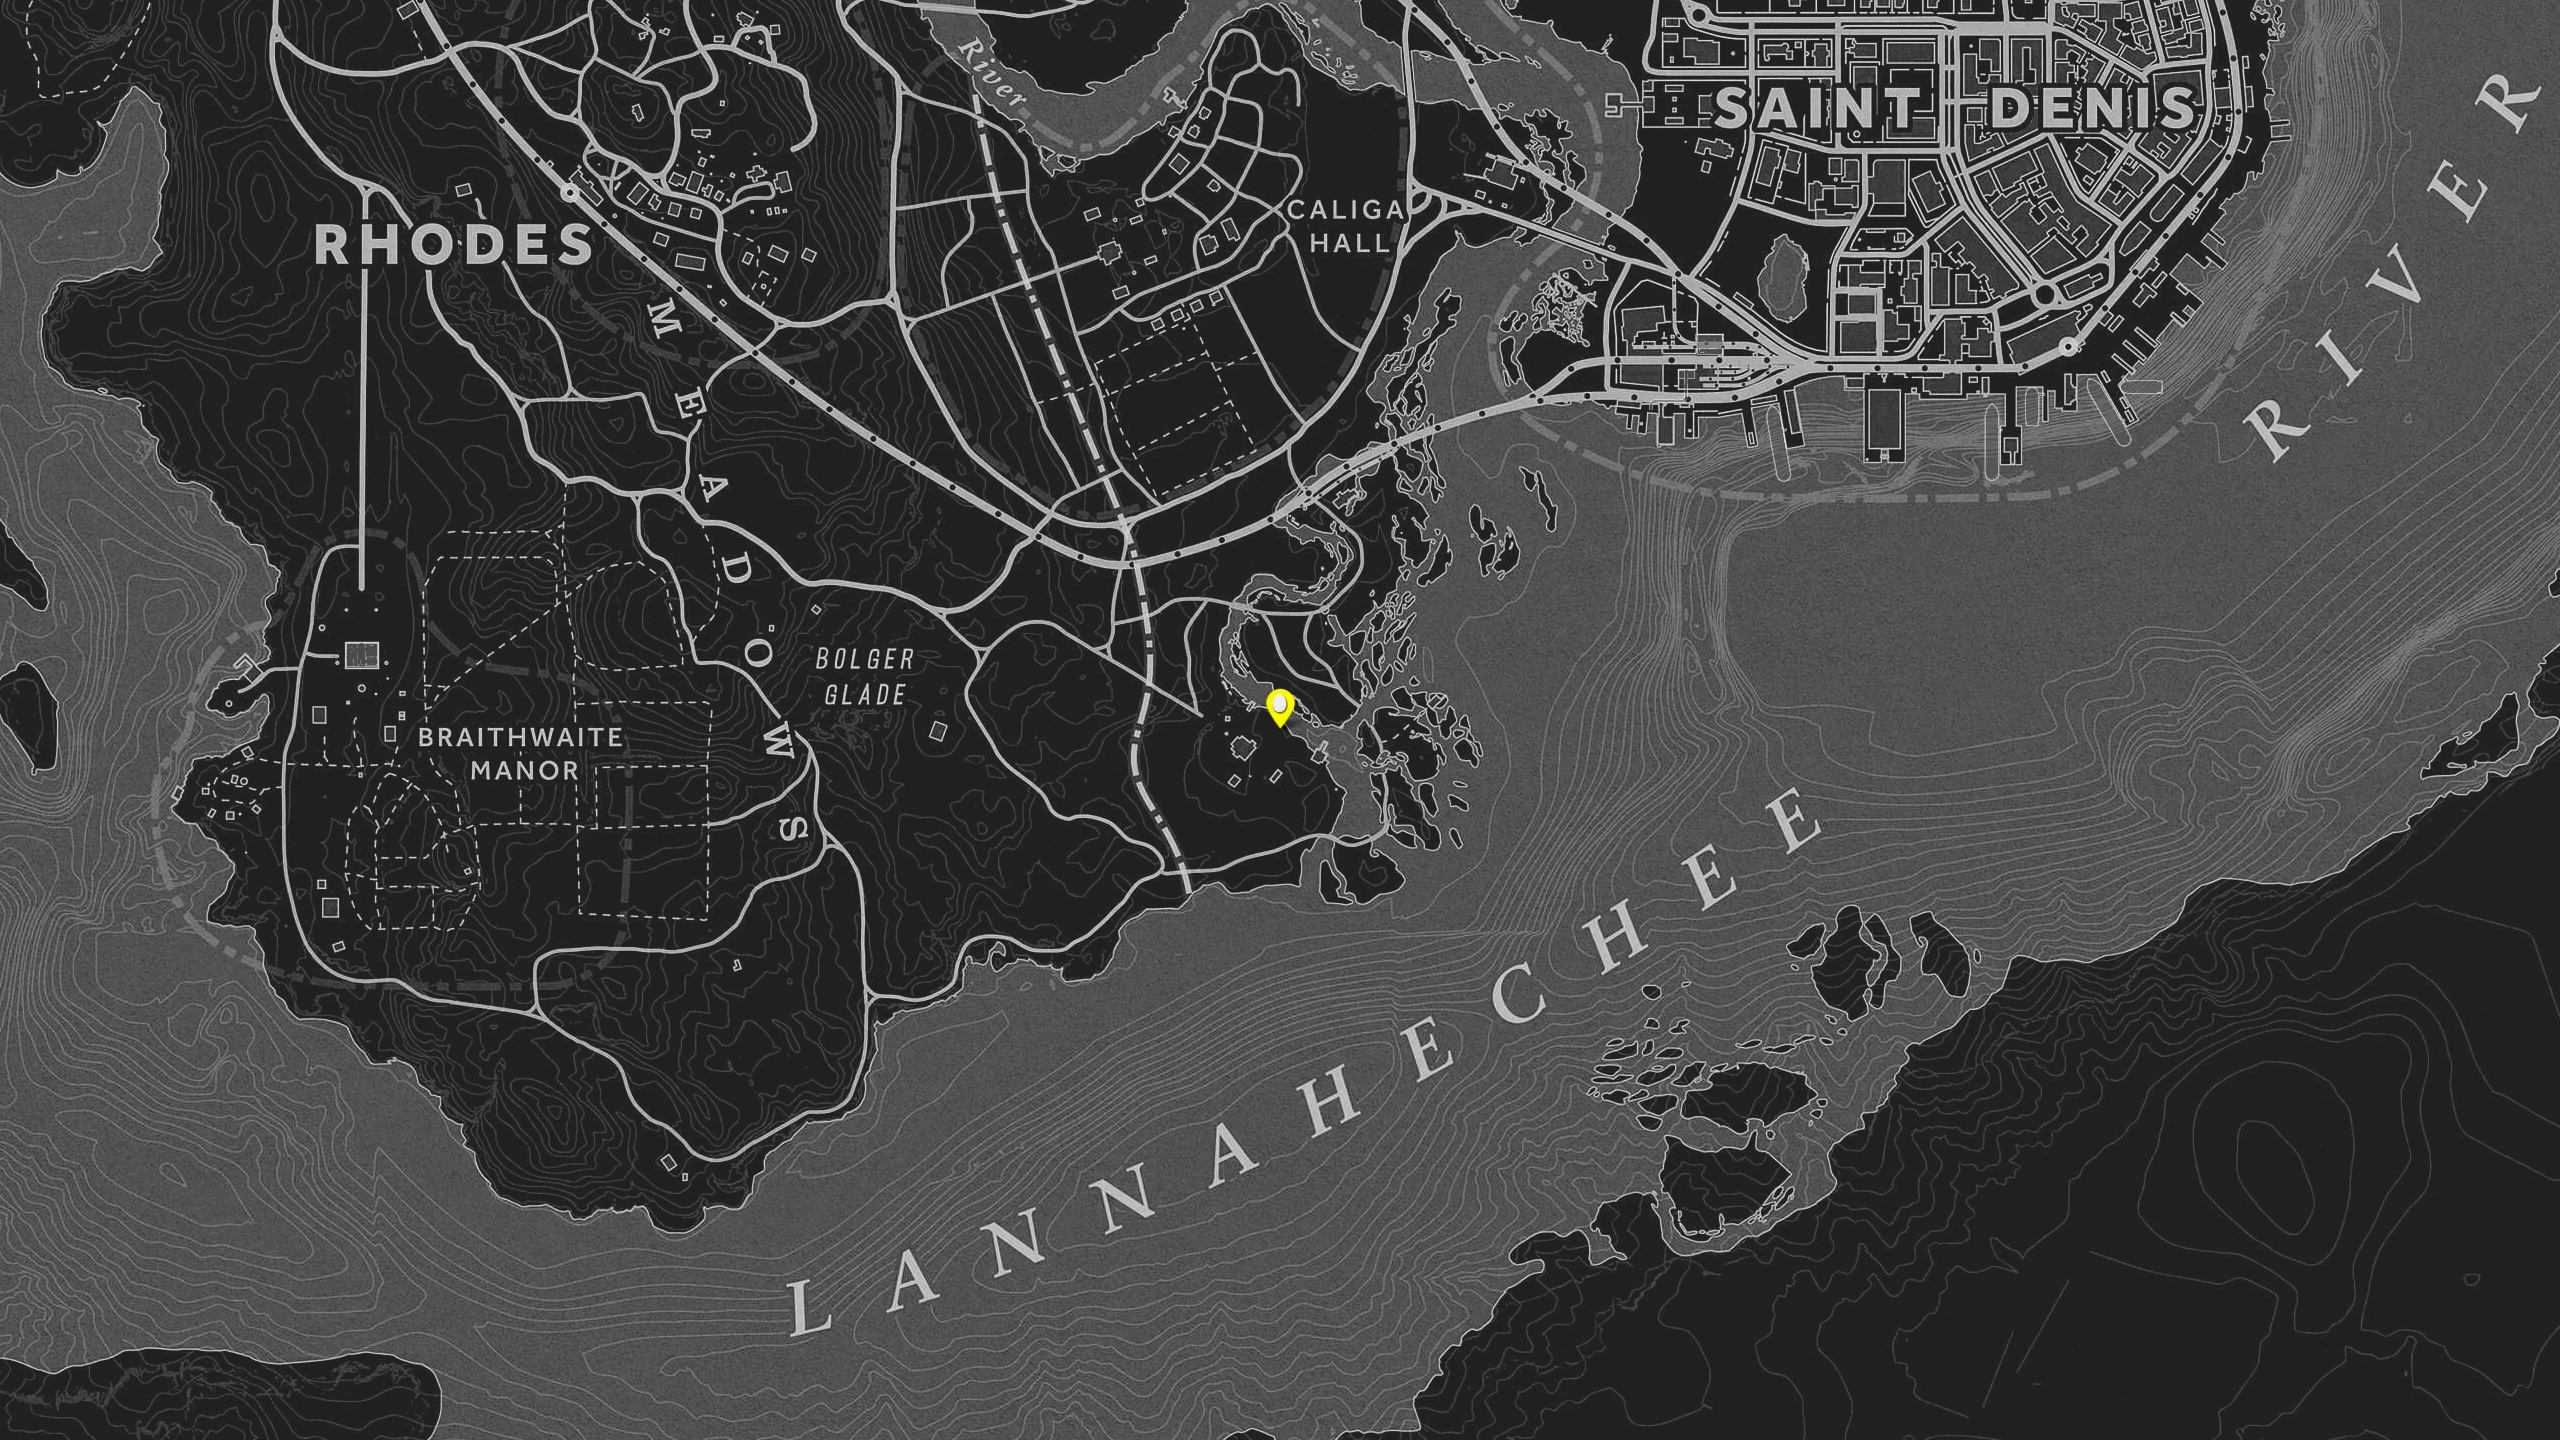 River
SAINT DENIS
RHODES
CALIGA
HALL
MEADOWS
BOLGER
GLADE
BRAITHWAITE
MANOR
LANNAHECHEE
RIVER